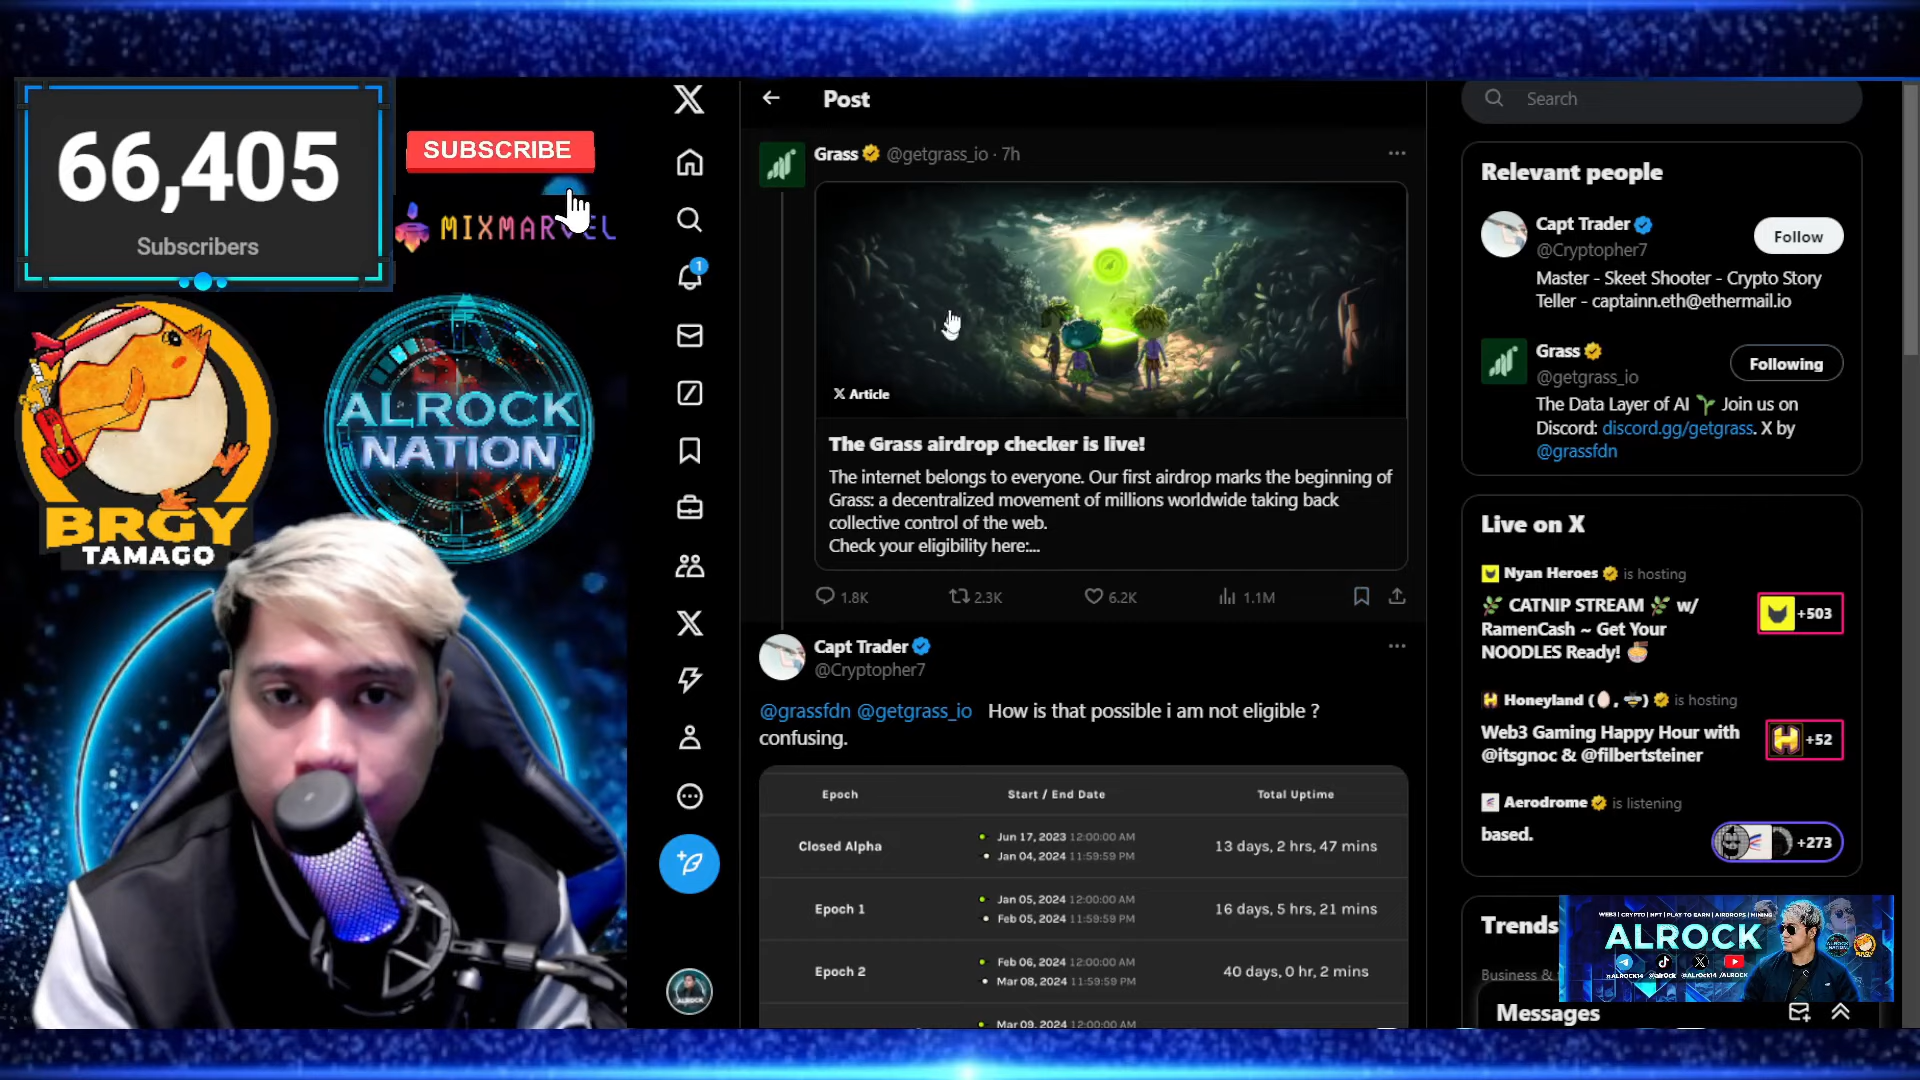 66,405
Subscribers
SUBSCRIBE
MIXMARVEL
BRGY
TAMAGO
ALROCK
NATION
1
Post
Grass @getgrass_io · 7h
X Article
The Grass airdrop checker is live!
The internet belongs to everyone. Our first airdrop marks the beginning of
Grass: a decentralized movement of millions worldwide taking back
collective control of the web.
Check your eligibility here:...
1.8K 2.3K 6.2K 1.1M
Capt Trader
@Cryptopher7
@grassfdn @getgrass_io How is that possible i am not eligible ?
confusing.
Epoch Start / End Date Total Uptime
Closed Alpha Jun 17, 2023 12:00:00 AM
Jan 04, 2024 11:59:59 PM 13 days, 2 hrs, 47 mins
Epoch 1 Jan 05, 2024 12:00:00 AM
Feb 05, 2024 11:59:59 PM 16 days, 5 hrs, 21 mins
Epoch 2 Feb 06, 2024 12:00:00 AM
Mar 08, 2024 11:59:59 PM 40 days, 0 hr, 2 mins
Mar 09, 2024 12:00:00 AM
Search
Relevant people
Capt Trader
@Cryptopher7
Follow
Master - Skeet Shooter - Crypto Story
Teller - captainn.eth@ethermail.io
Grass
@getgrass_io
Following
The Data Layer of AI 🌱 Join us on
Discord: discord.gg/getgrass. X by
@grassfdn
Live on X
Nyan Heroes is hosting
🌿 CATNIP STREAM 🌿 w/
RamenCash ~ Get Your
NOODLES Ready! 🍜
+503
Honeyland (🥚, 🐝) is hosting
Web3 Gaming Happy Hour with
@itsgnoc & @filbertsteiner
+52
Aerodrome is listening
based.
+273
Trends
Business &
WEB3 | CRYPTO | NFT | PLAY TO EARN | AIRDROPS | MINING
ALROCK
Messages